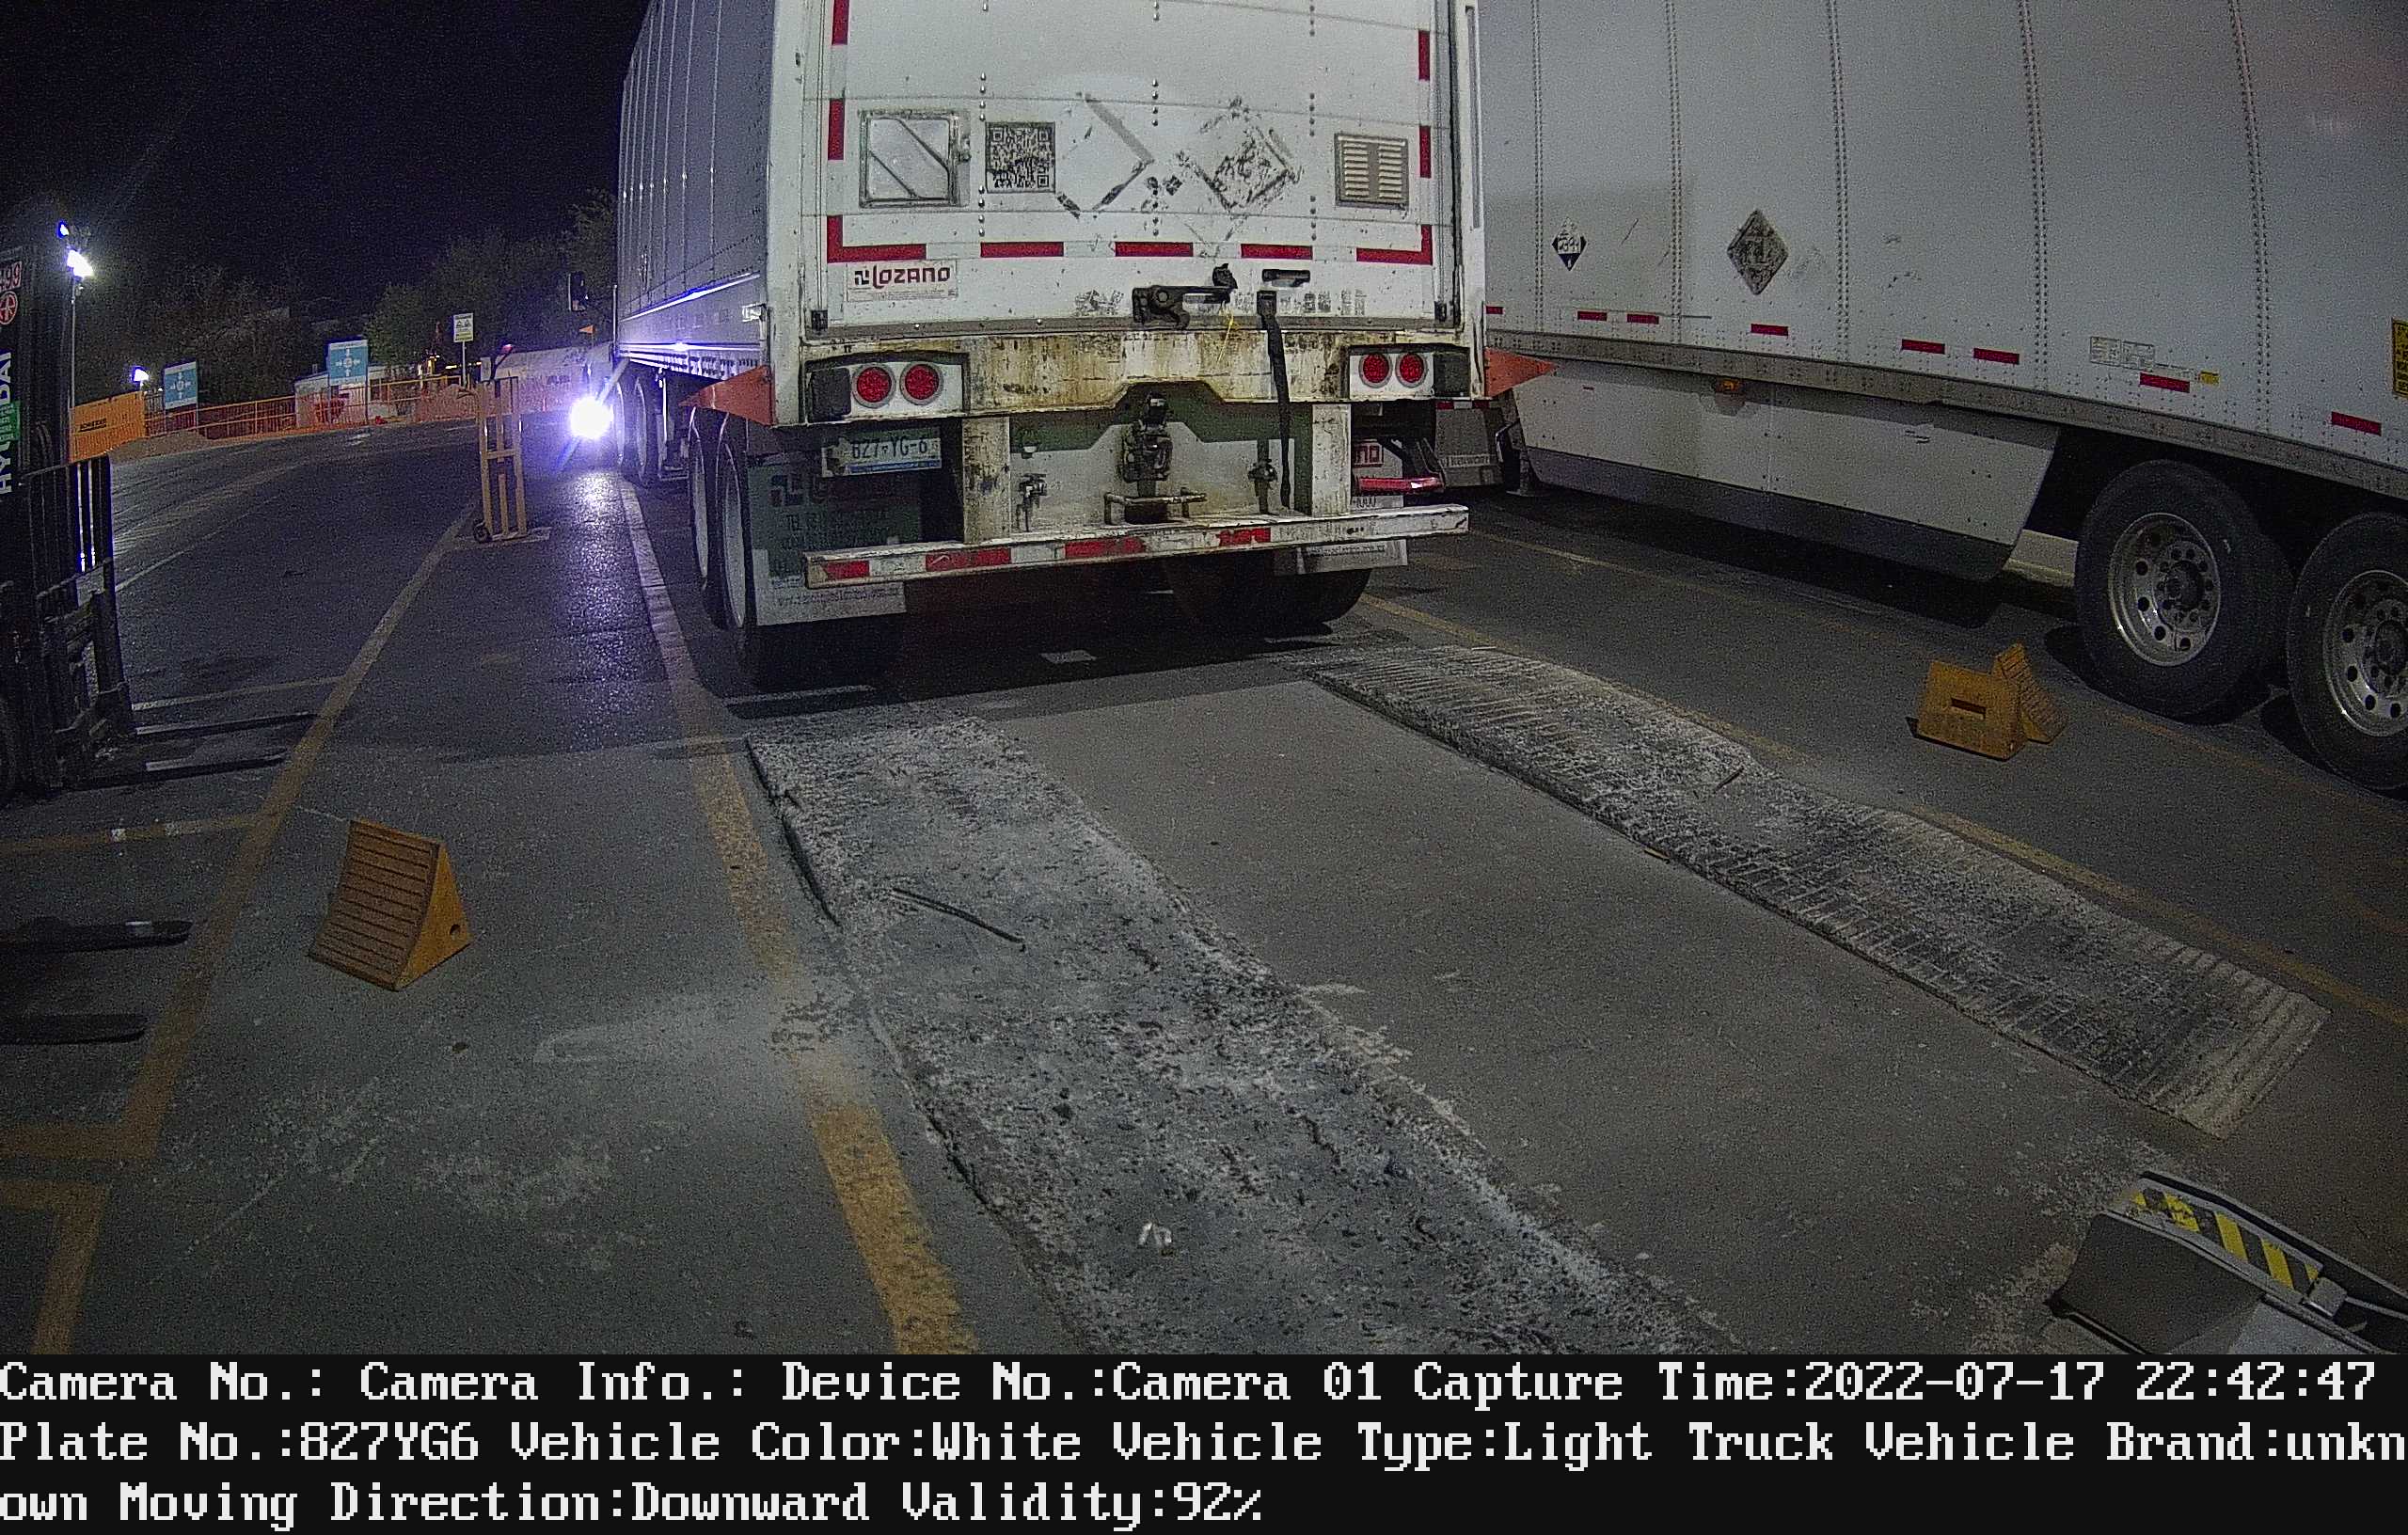 LOZANO
827-YG-6
HYUNDAI
Camera No.: Camera Info.: Device No.:Camera 01 Capture Time:2022-07-17 22:42:47
Plate No.:827YG6 Vehicle Color:White Vehicle Type:Light Truck Vehicle Brand:unkn
own Moving Direction:Downward Validity:92%